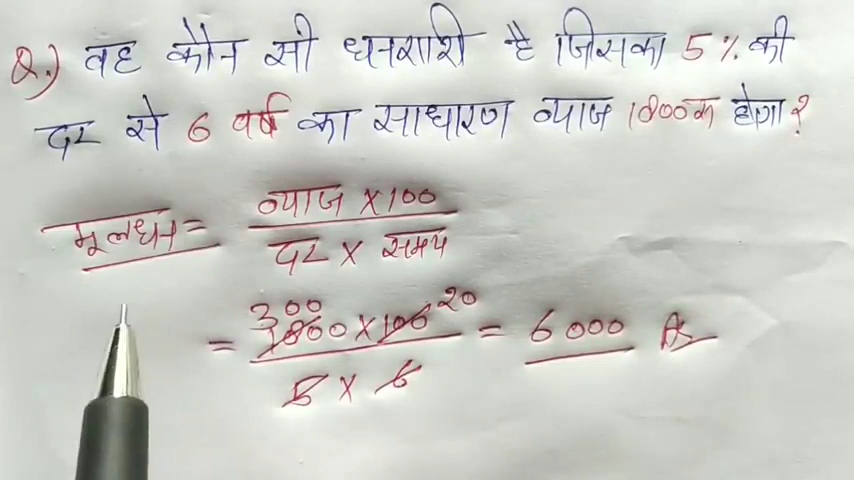 Q.) वह कौन सी धनराशी है जिसका 5% की
दर से 6 वर्ष का साधारण व्याज 1800रू होगा?
मूलधन = व्याज × 100
दर × समय
300 20
= 1800 × 100 = 6000 As
5 × 6